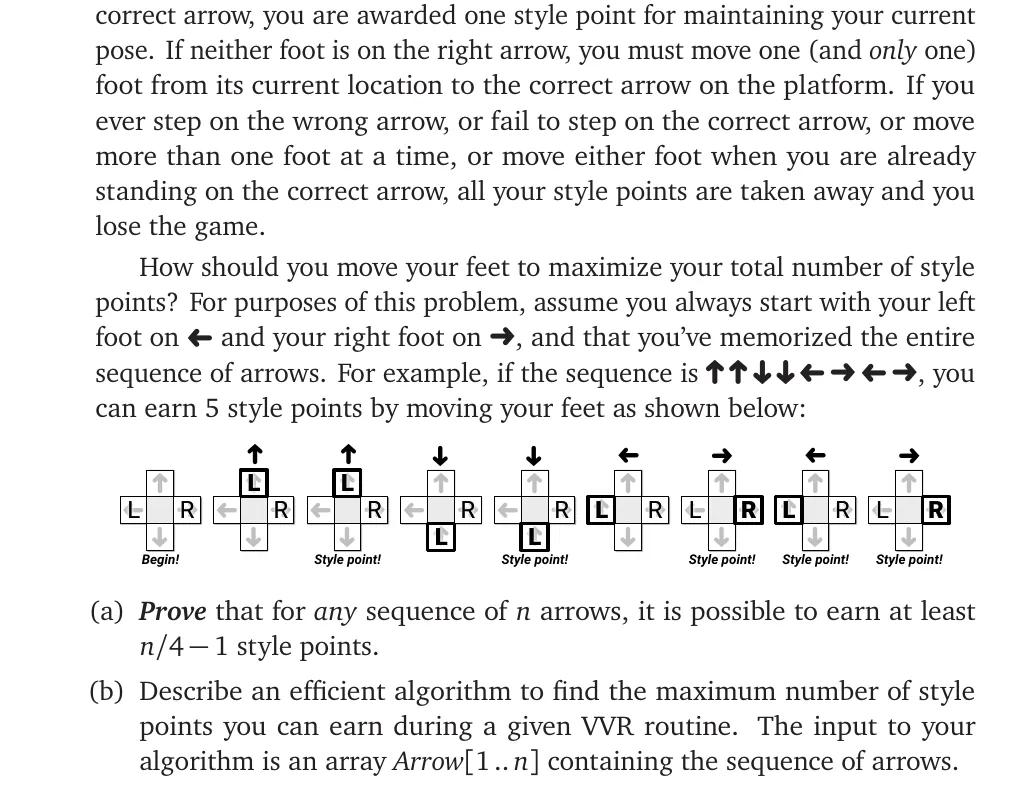 correct arrow, you are awarded one style point for maintaining your current
pose. If neither foot is on the right arrow, you must move one (and only one)
foot from its current location to the correct arrow on the platform. If you
ever step on the wrong arrow, or fail to step on the correct arrow, or move
more than one foot at a time, or move either foot when you are already
standing on the correct arrow, all your style points are taken away and you
lose the game.
How should you move your feet to maximize your total number of style
points? For purposes of this problem, assume you always start with your left
foot on ← and your right foot on →, and that you’ve memorized the entire
sequence of arrows. For example, if the sequence is ↑↑↓↓←→←→, you
can earn 5 style points by moving your feet as shown below:
↑ ↑ ↓ ↓ ← → ← →
L L
L R R R R R L R L R L R L R
L L
Begin! Style point! Style point! Style point! Style point! Style point!
(a) Prove that for any sequence of n arrows, it is possible to earn at least
n/4 − 1 style points.
(b) Describe an efficient algorithm to find the maximum number of style
points you can earn during a given VVR routine. The input to your
algorithm is an array Arrow[1 .. n] containing the sequence of arrows.